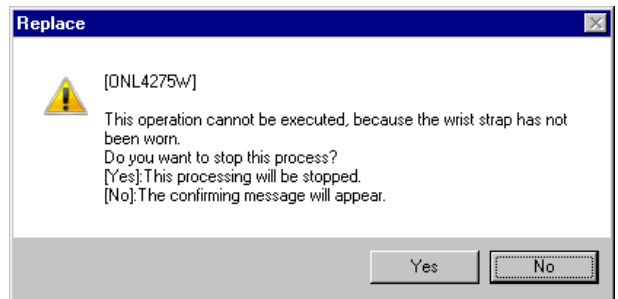 Replace
[ONL4275W]
This operation cannot be executed, because the wrist strap has not
been worn.
Do you want to stop this process?
[Yes]:This processing will be stopped.
[No]:The confirming message will appear.
Yes
No